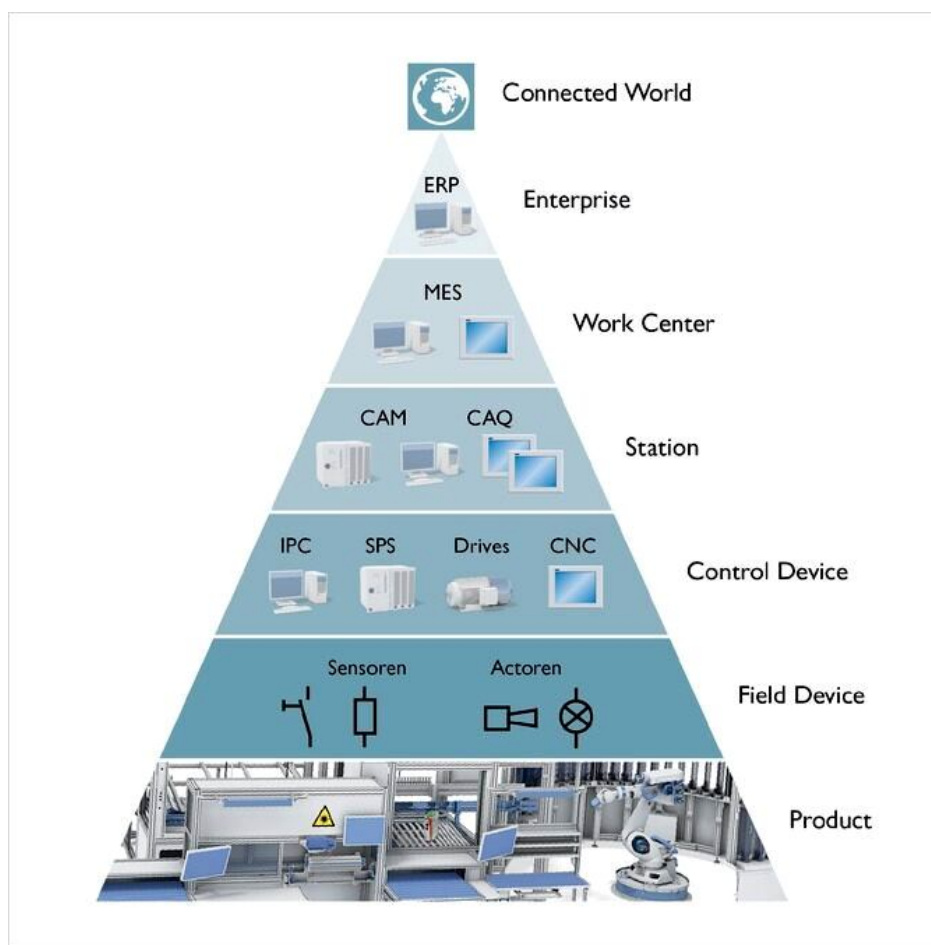 Connected World
ERP
Enterprise
MES
Work Center
CAM CAQ
Station
IPC SPS Drives CNC
Control Device
Sensoren Actoren
Field Device
Product